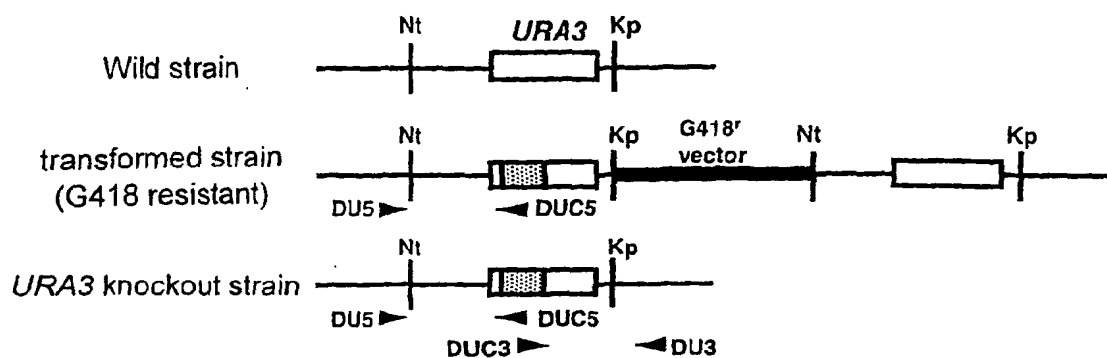 Nt URA3 Kp
Wild strain
Nt Kp G418r vector Nt Kp
transformed strain
(G418 resistant)
DU5 DUC5
Nt Kp
URA3 knockout strain
DU5 DUC5
DUC3 DU3